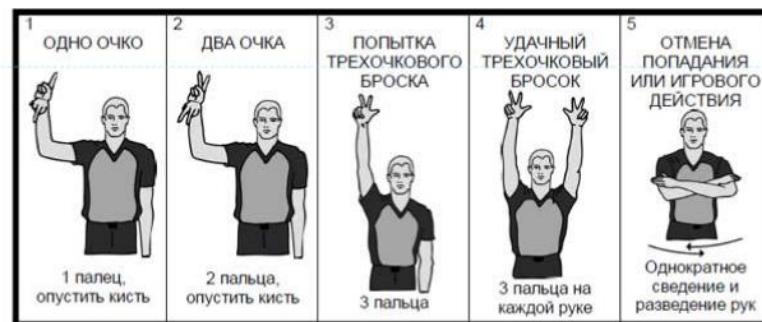 1
ОДНО ОЧКО
1 палец,
опустить кисть
2
ДВА ОЧКА
2 пальца,
опустить кисть
3
ПОПЫТКА
ТРЕХОЧКОВОГО
БРОСКА
3 пальца
4
УДАЧНЫЙ
ТРЕХОЧКОВЫЙ
БРОСОК
3 пальца на
каждой руке
5
ОТМЕНА
ПОПАДАНИЯ
ИЛИ ИГРОВОГО
ДЕЙСТВИЯ
Однократное
сведение и
разведение рук